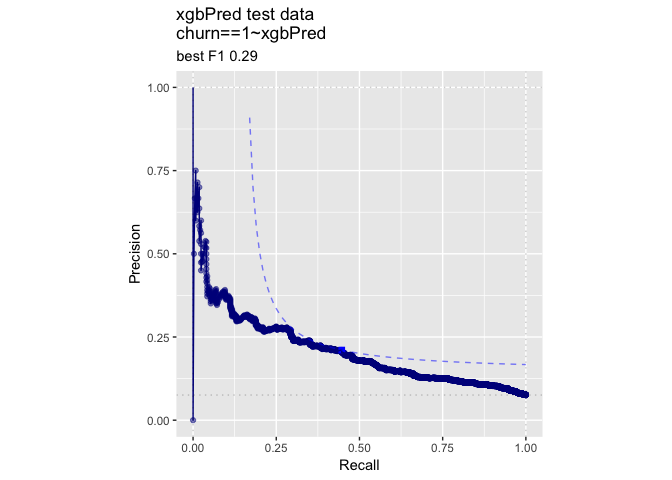 xgbPred test data
churn==1~xgbPred
best F1 0.29
1.00
0.75
0.50
0.25
0.00
Precision
0.00 0.25 0.50 0.75 1.00
Recall